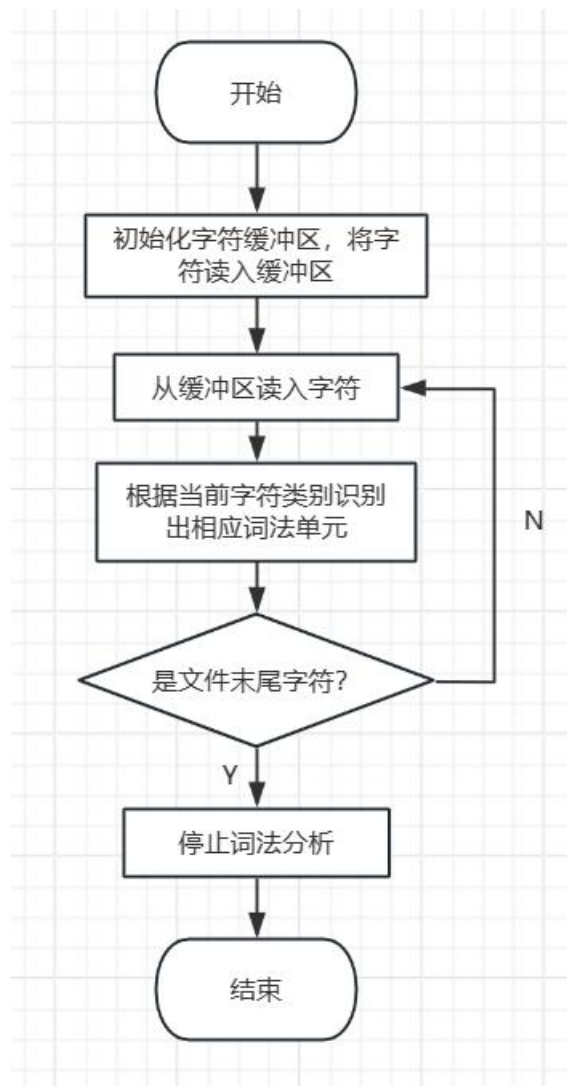 开始
初始化字符缓冲区，将字
符读入缓冲区
从缓冲区读入字符
根据当前字符类别识别
出相应词法单元
N
是文件末尾字符?
Y
停止词法分析
结束